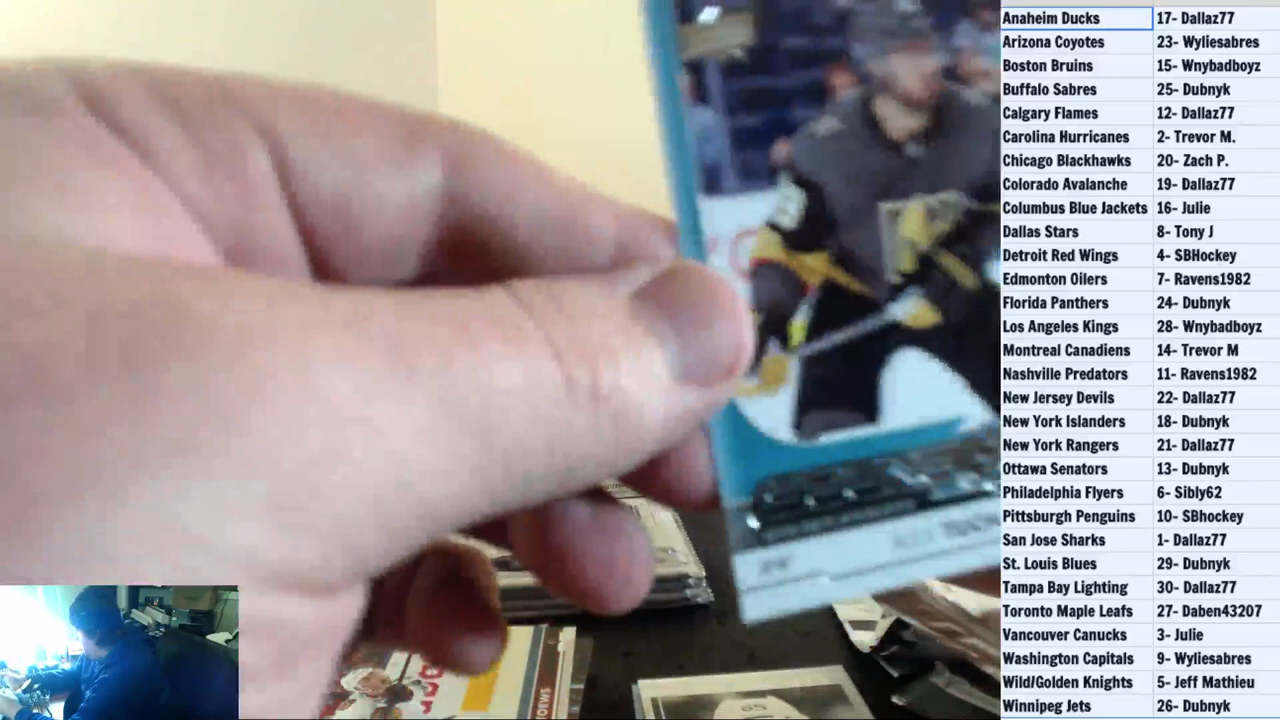 Anaheim Ducks 17- Dallaz77
Arizona Coyotes 23- Wyliesabres
Boston Bruins 15- Wnybadboyz
Buffalo Sabres 25- Dubnyk
Calgary Flames 12- Dallaz77
Carolina Hurricanes 2- Trevor M.
Chicago Blackhawks 20- Zach P.
Colorado Avalanche 19- Dallaz77
Columbus Blue Jackets 16- Julie
Dallas Stars 8- Tony J
Detroit Red Wings 4- SBHockey
Edmonton Oilers 7- Ravens1982
Florida Panthers 24- Dubnyk
Los Angeles Kings 28- Wnybadboyz
Montreal Canadiens 14- Trevor M
Nashville Predators 11- Ravens1982
New Jersey Devils 22- Dallaz77
New York Islanders 18- Dubnyk
New York Rangers 21- Dallaz77
Ottawa Senators 13- Dubnyk
Philadelphia Flyers 6- Sibly62
Pittsburgh Penguins 10- SBhockey
San Jose Sharks 1- Dallaz77
St. Louis Blues 29- Dubnyk
Tampa Bay Lighting 30- Dallaz77
Toronto Maple Leafs 27- Daben43207
Vancouver Canucks 3- Julie
Washington Capitals 9- Wyliesabres
Wild/Golden Knights 5- Jeff Mathieu
Winnipeg Jets 26- Dubnyk
65